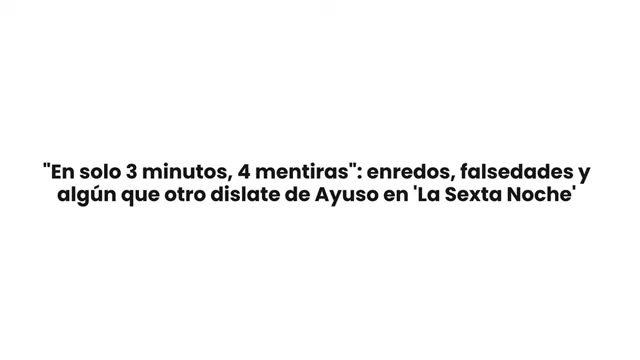 "En solo 3 minutos, 4 mentiras": enredos, falsedades y
algún que otro dislate de Ayuso en 'La Sexta Noche'